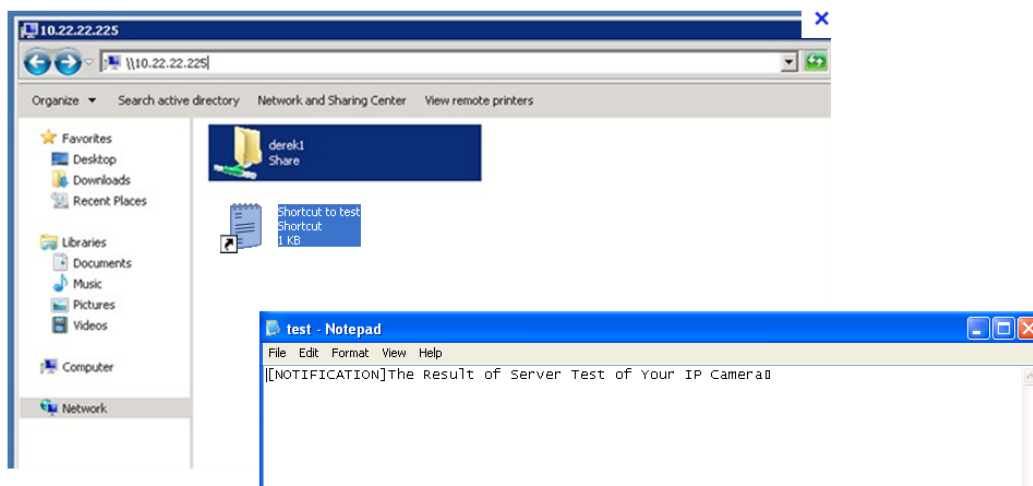 10.22.22.225
\\10.22.22.225
Organize Search active directory Network and Sharing Center View remote printers
Favorites
Desktop
Downloads
Recent Places
Libraries
Documents
Music
Pictures
Videos
Computer
Network
derek1
Share
Shortcut to test
Shortcut
1 KB
test - Notepad
File Edit Format View Help
[NOTIFICATION]The Result of Server Test of Your IP Camera▯